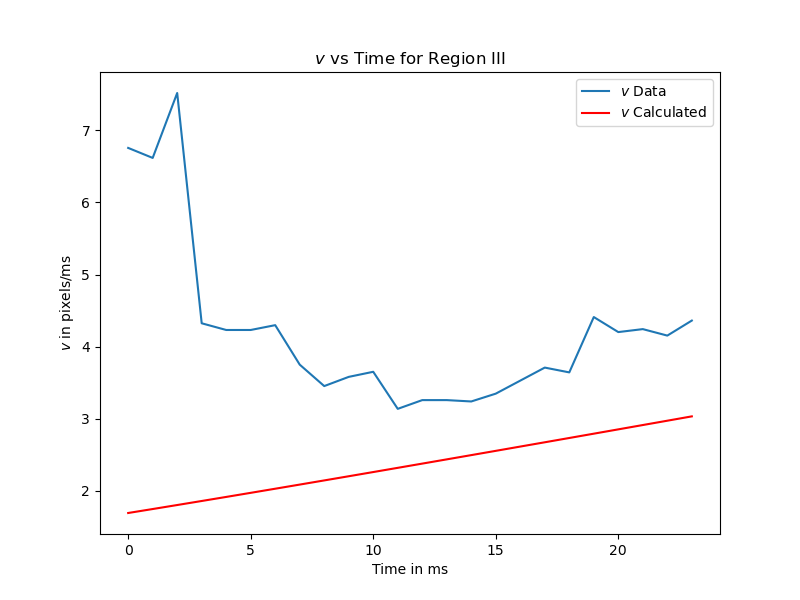 v vs Time for Region III
v Data
v Calculated
7
6
5
4
3
2
v in pixels/ms
0 5 10 15 20
Time in ms